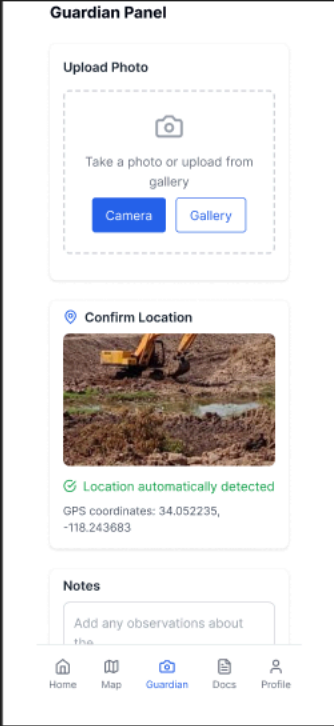 Guardian Panel
Upload Photo
Take a photo or upload from
gallery
Camera
Gallery
Confirm Location
Location automatically detected
GPS coordinates: 34.052235,
-118.243683
Notes
Add any observations about
the
Home
Map
Guardian
Docs
Profile